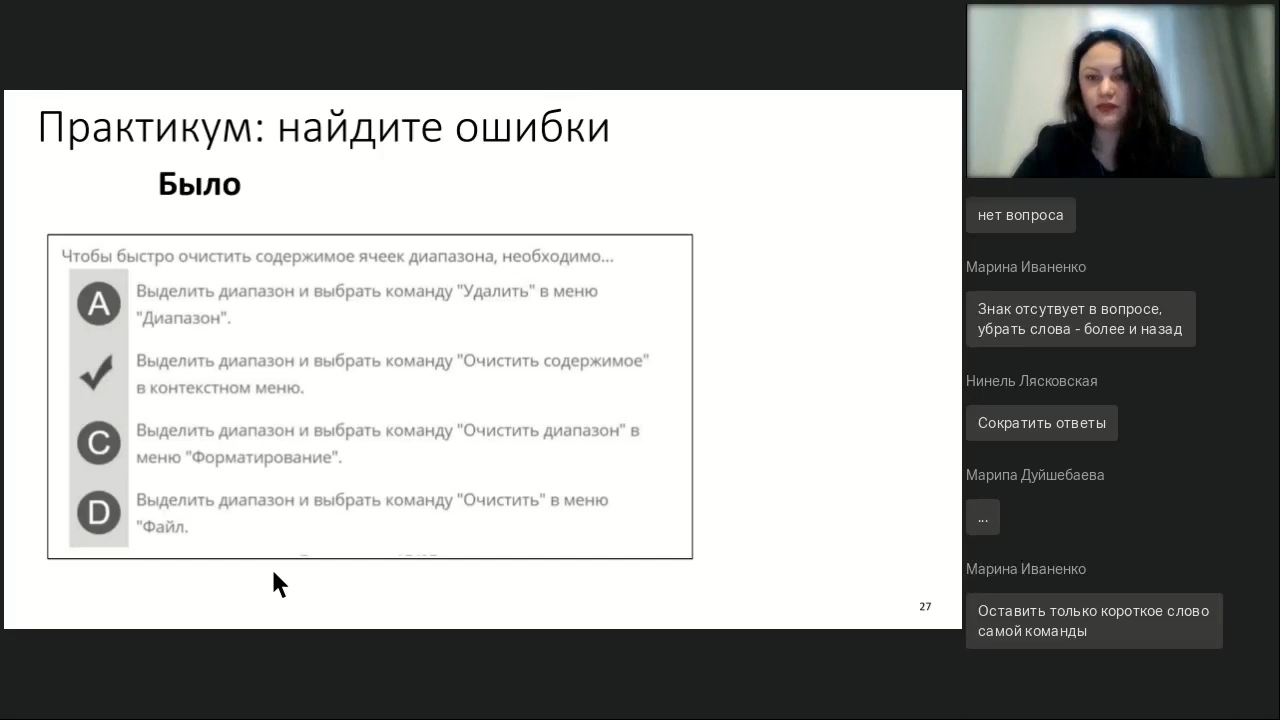 Практикум: найдите ошибки
Было
Чтобы быстро очистить содержимое ячеек диапазона, необходимо...
A
Выделить диапазон и выбрать команду "Удалить" в меню
"Диапазон".
Выделить диапазон и выбрать команду "Очистить содержимое"
в контекстном меню.
C
Выделить диапазон и выбрать команду "Очистить диапазон" в
меню "Форматирование".
D
Выделить диапазон и выбрать команду "Очистить" в меню
"Файл.
27
нет вопроса
Марина Иваненко
Знак отсутвует в вопросе,
убрать слова - более и назад
Нинель Лясковская
Сократить ответы
Марипа Дуйшебаева
...
Марина Иваненко
Оставить только короткое слово
самой команды